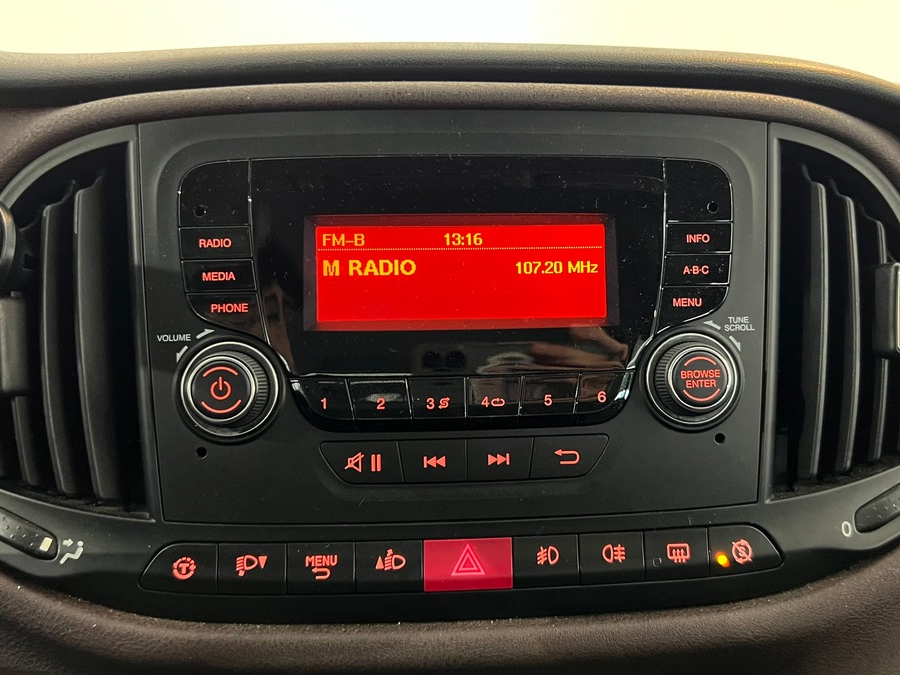 FM-B 13:16
M RADIO 107.20 MHz
RADIO
MEDIA
PHONE
INFO
A·B·C
MENU
VOLUME
TUNE
SCROLL
BROWSE
ENTER
1 2 3 4 5 6
MENU
T
0